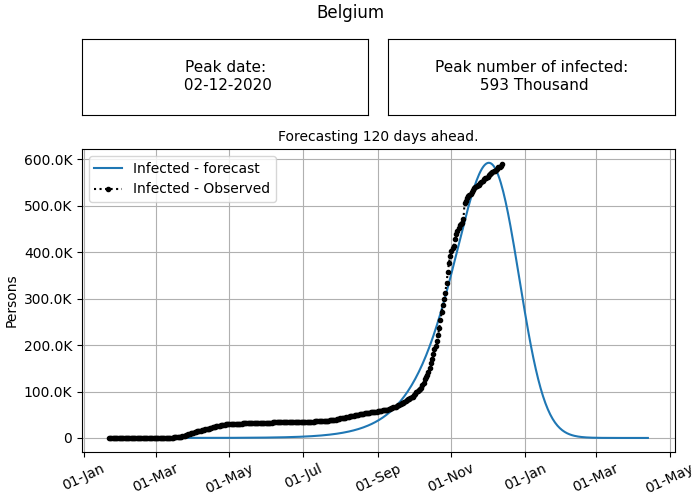 Belgium
Peak date:
02-12-2020
Peak number of infected:
593 Thousand
Forecasting 120 days ahead.
Infected - forecast
Infected - Observed
600.0K
500.0K
400.0K
300.0K
200.0K
100.0K
0
Persons
01-Jan
01-Mar
01-May
01-Jul
01-Sep
01-Nov
01-Jan
01-Mar
01-May